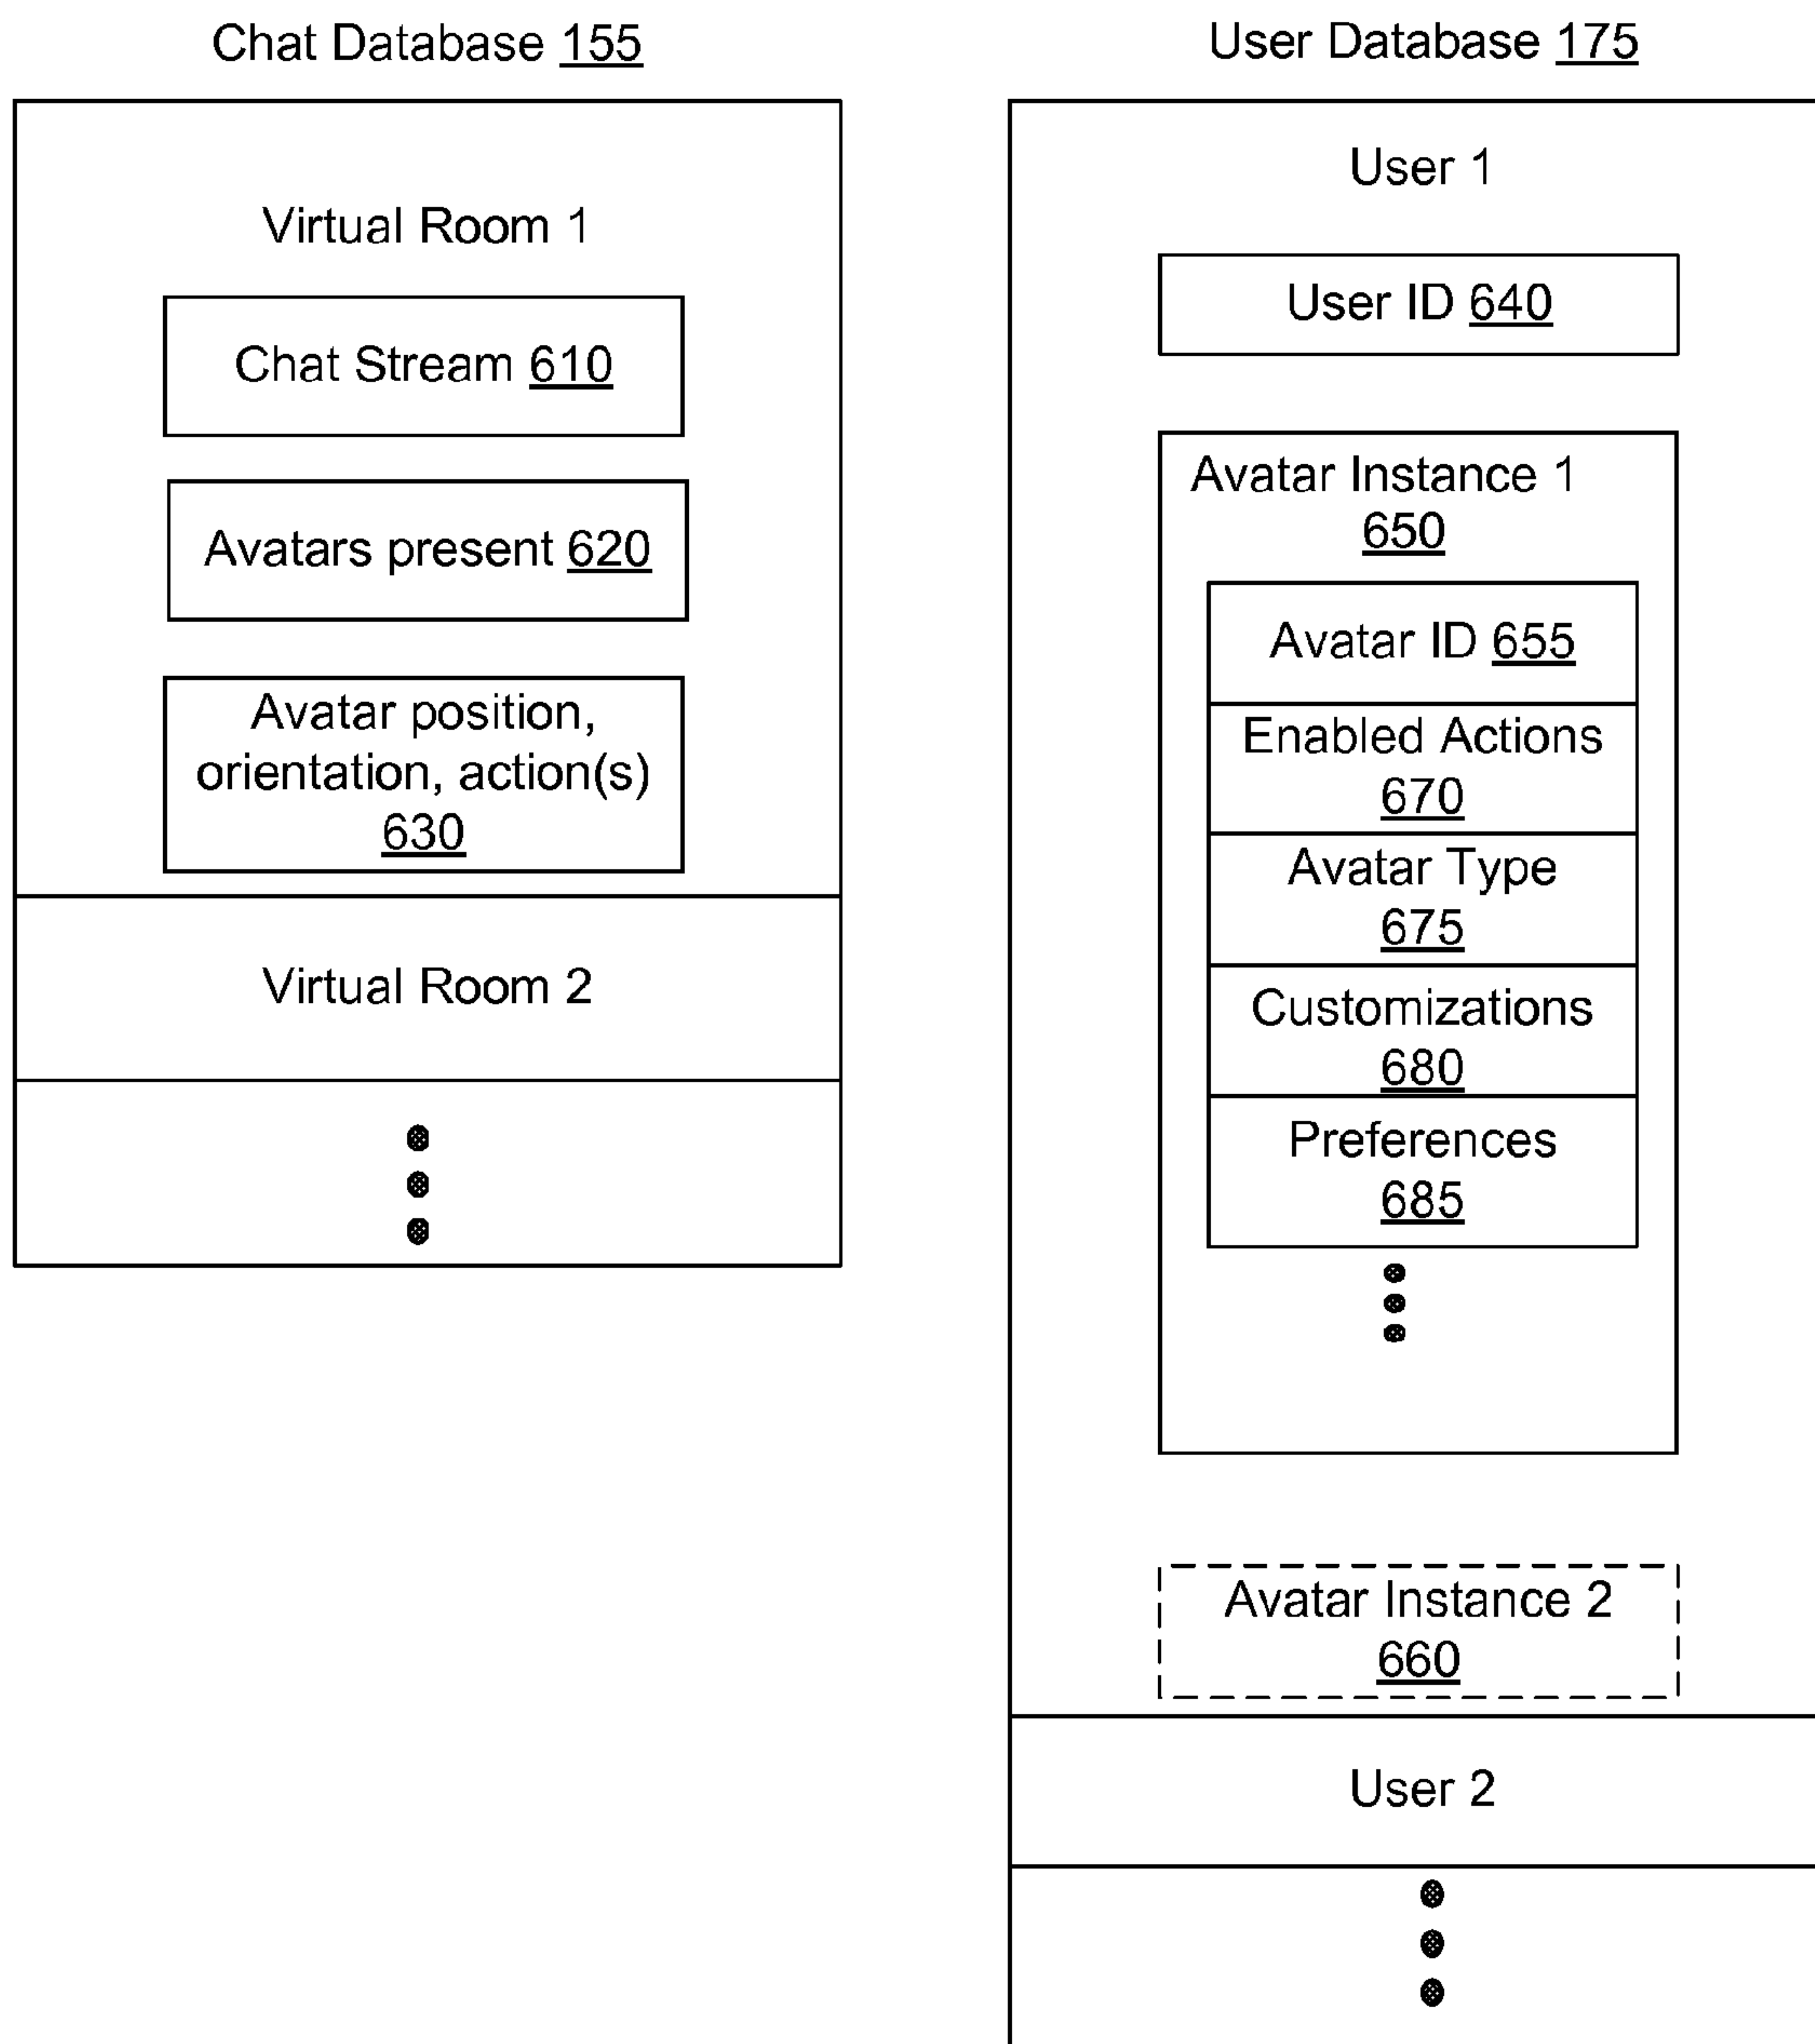 Chat Database 155
Virtual Room 1
Chat Stream 610
Avatars present 620
Avatar position,
orientation, action(s)
630
Virtual Room 2
User Database 175
User 1
User ID 640
Avatar Instance 1
650
Avatar ID 655
Enabled Actions
670
Avatar Type
675
Customizations
680
Preferences
685
Avatar Instance 2
660
User 2